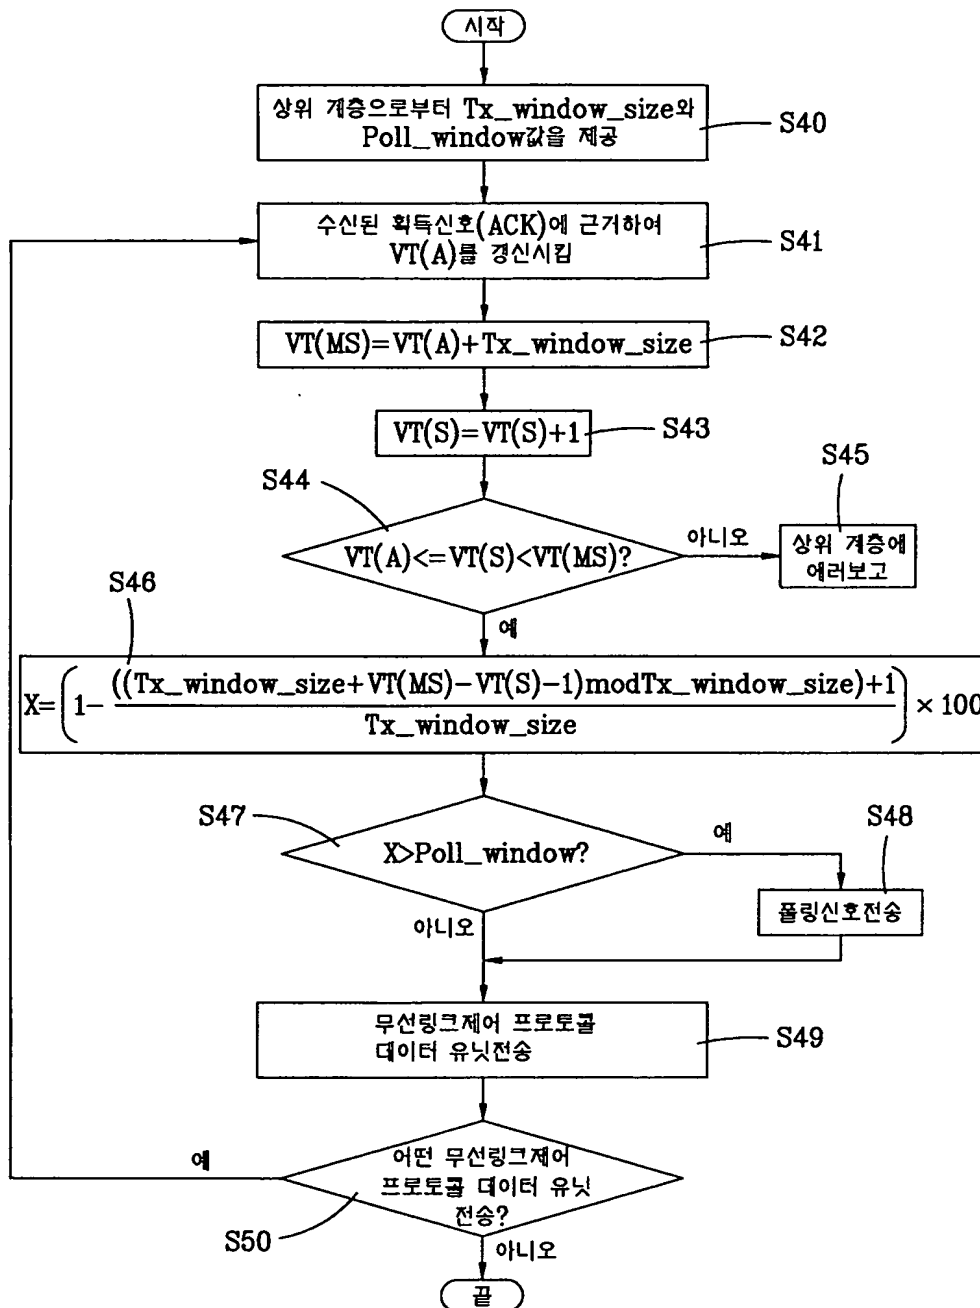 시작
상위 계층으로부터 Tx_window_size와
Poll_window값을 제공
S40
수신된 획득신호(ACK)에 근거하여
VT(A)를 갱신시킴
S41
VT(MS)=VT(A)+Tx_window_size
S42
VT(S)=VT(S)+1
S43
S44
VT(A)<=VT(S)<VT(MS)?
아니오
S45
상위 계층에
에러보고
예
S46
X=(1-((Tx_window_size+VT(MS)-VT(S)-1)modTx_window_size)+1/Tx_window_size)×100
S47
X>Poll_window?
예
S48
폴링신호전송
아니오
무선링크제어 프로토콜
데이터 유닛전송
S49
예
어떤 무선링크제어
프로토콜 데이터 유닛
전송?
S50
아니오
끝